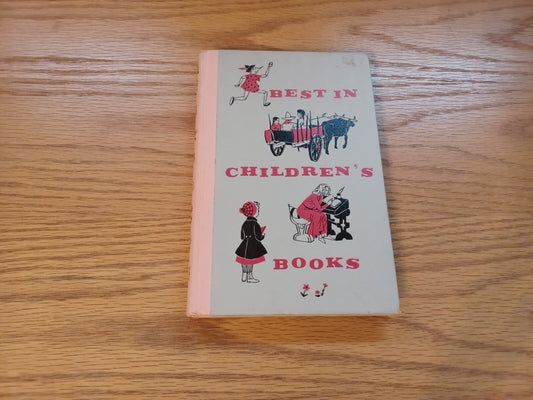 BEST IN
CHILDREN'S
BOOKS